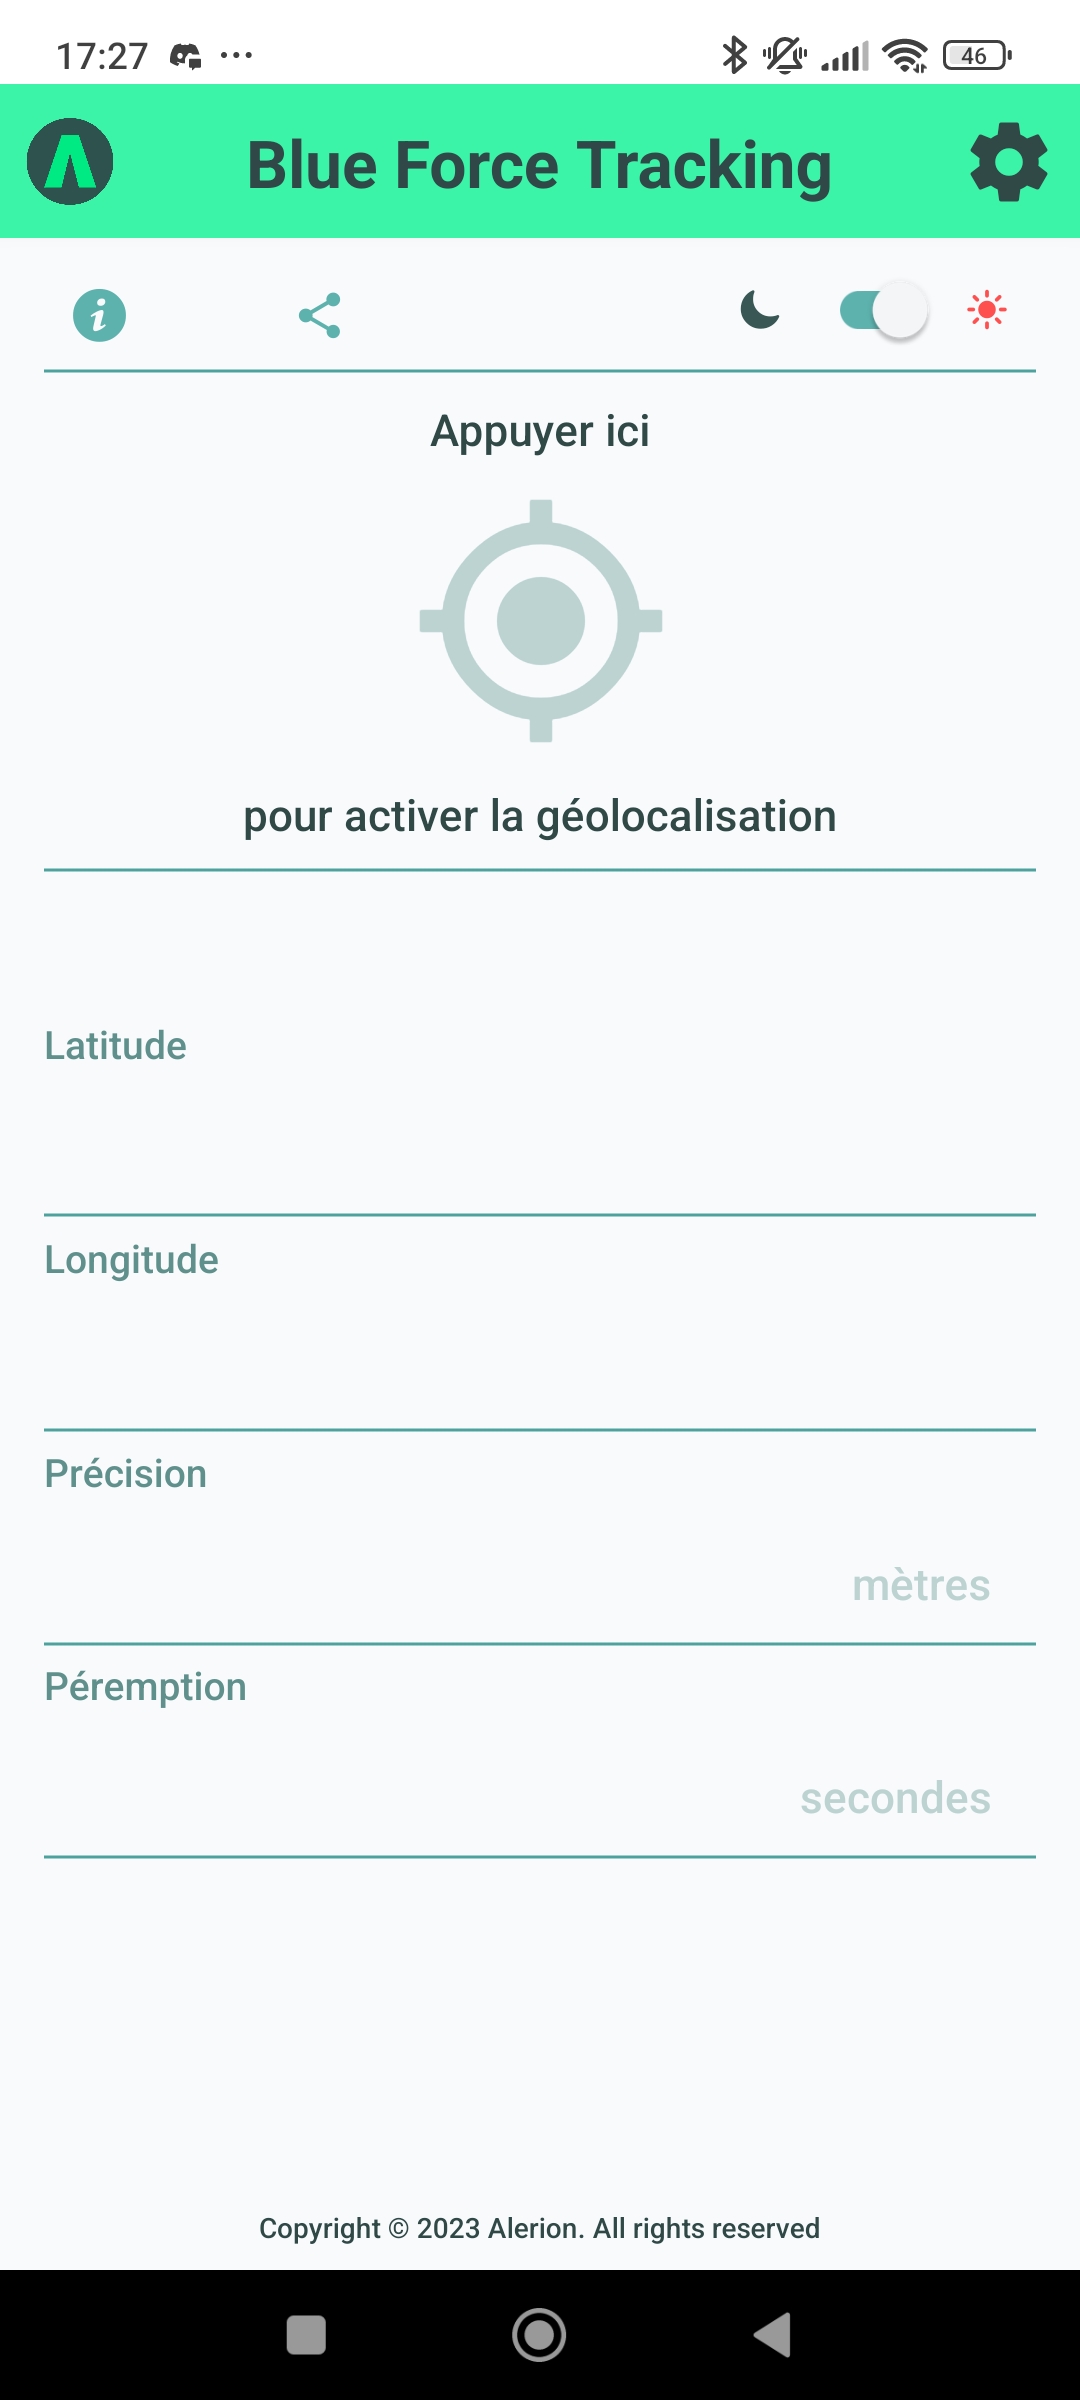 17:27
46
Blue Force Tracking
Appuyer ici
pour activer la géolocalisation
Latitude
Longitude
Précision
mètres
Péremption
secondes
Copyright © 2023 Alerion. All rights reserved